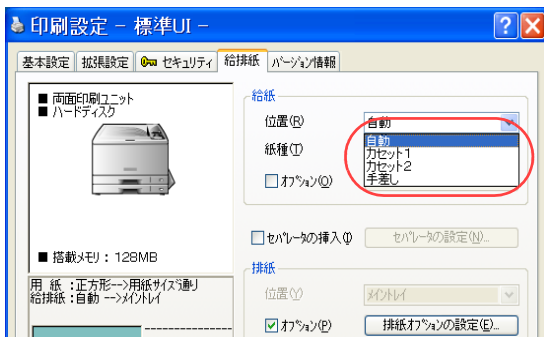 印刷設定 - 標準UI -
基本設定 拡張設定 セキュリティ 給排紙 バージョン情報
■ 両面印刷ユニット
■ ハードディスク
■ 搭載メモリ：128MB
用 紙 ：正方形-->用紙サイズ通り
給排紙：自動 -->メイントレイ
給紙
位置(R) 自動
自動
カセット1
カセット2
手差し
紙種(T)
オプション(O)
セパレータの挿入(I) セパレータの設定(N)...
排紙
位置(Y) メイントレイ
オプション(P) 排紙オプションの設定(E)...